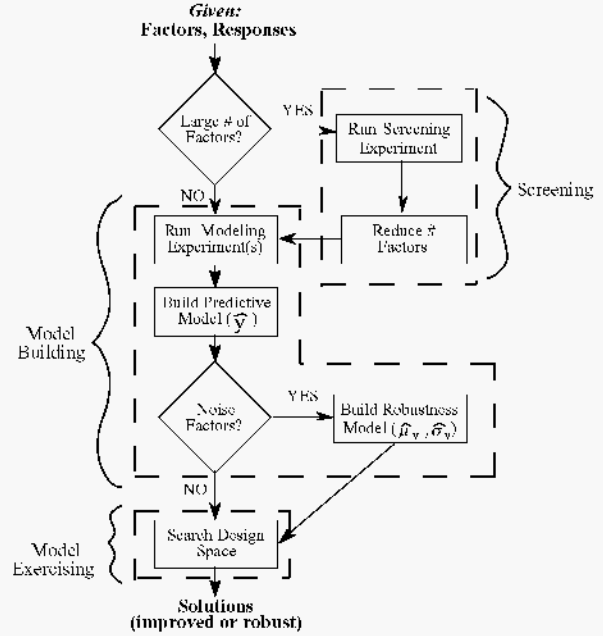 Given:
Factors, Responses
Large # of
Factors?
YES
Run Screening
Experiment
Screening
NO
Run Modeling
Experiment(s)
Reduce #
Factors
Build Predictive
Model (ŷ)
Model
Building
Noise
Factors?
YES
Build Robustness
Model (μ̂y, σ̂y)
NO
Search Design
Space
Model
Exercising
Solutions
(improved or robust)